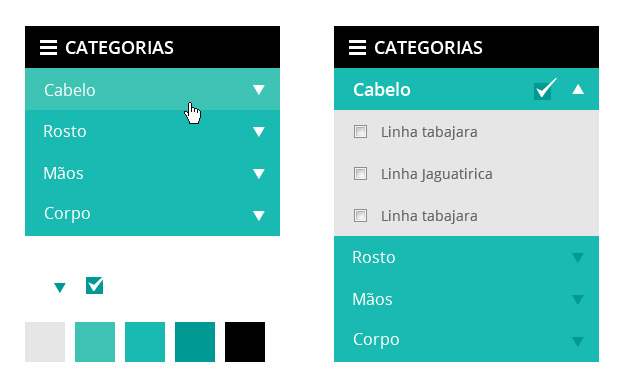 CATEGORIAS
Cabelo
Rosto
Mãos
Corpo
CATEGORIAS
Cabelo
Linha tabajara
Linha Jaguatirica
Linha tabajara
Rosto
Mãos
Corpo